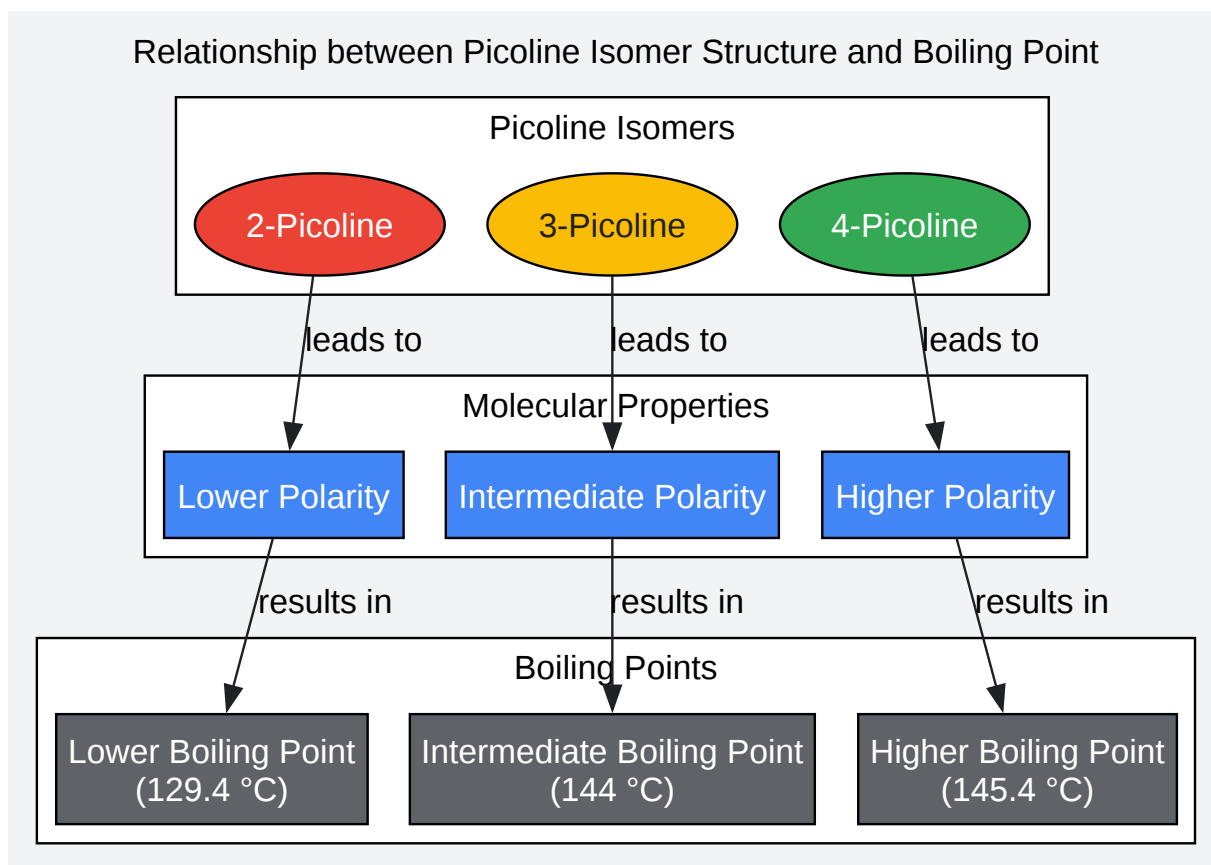 Relationship between Picoline Isomer Structure and Boiling Point
Picoline Isomers
2-Picoline
3-Picoline
4-Picoline
leads to
leads to
leads to
Molecular Properties
Lower Polarity
Intermediate Polarity
Higher Polarity
results in
results in
results in
Boiling Points
Lower Boiling Point
(129.4 °C)
Intermediate Boiling Point
(144 °C)
Higher Boiling Point
(145.4 °C)